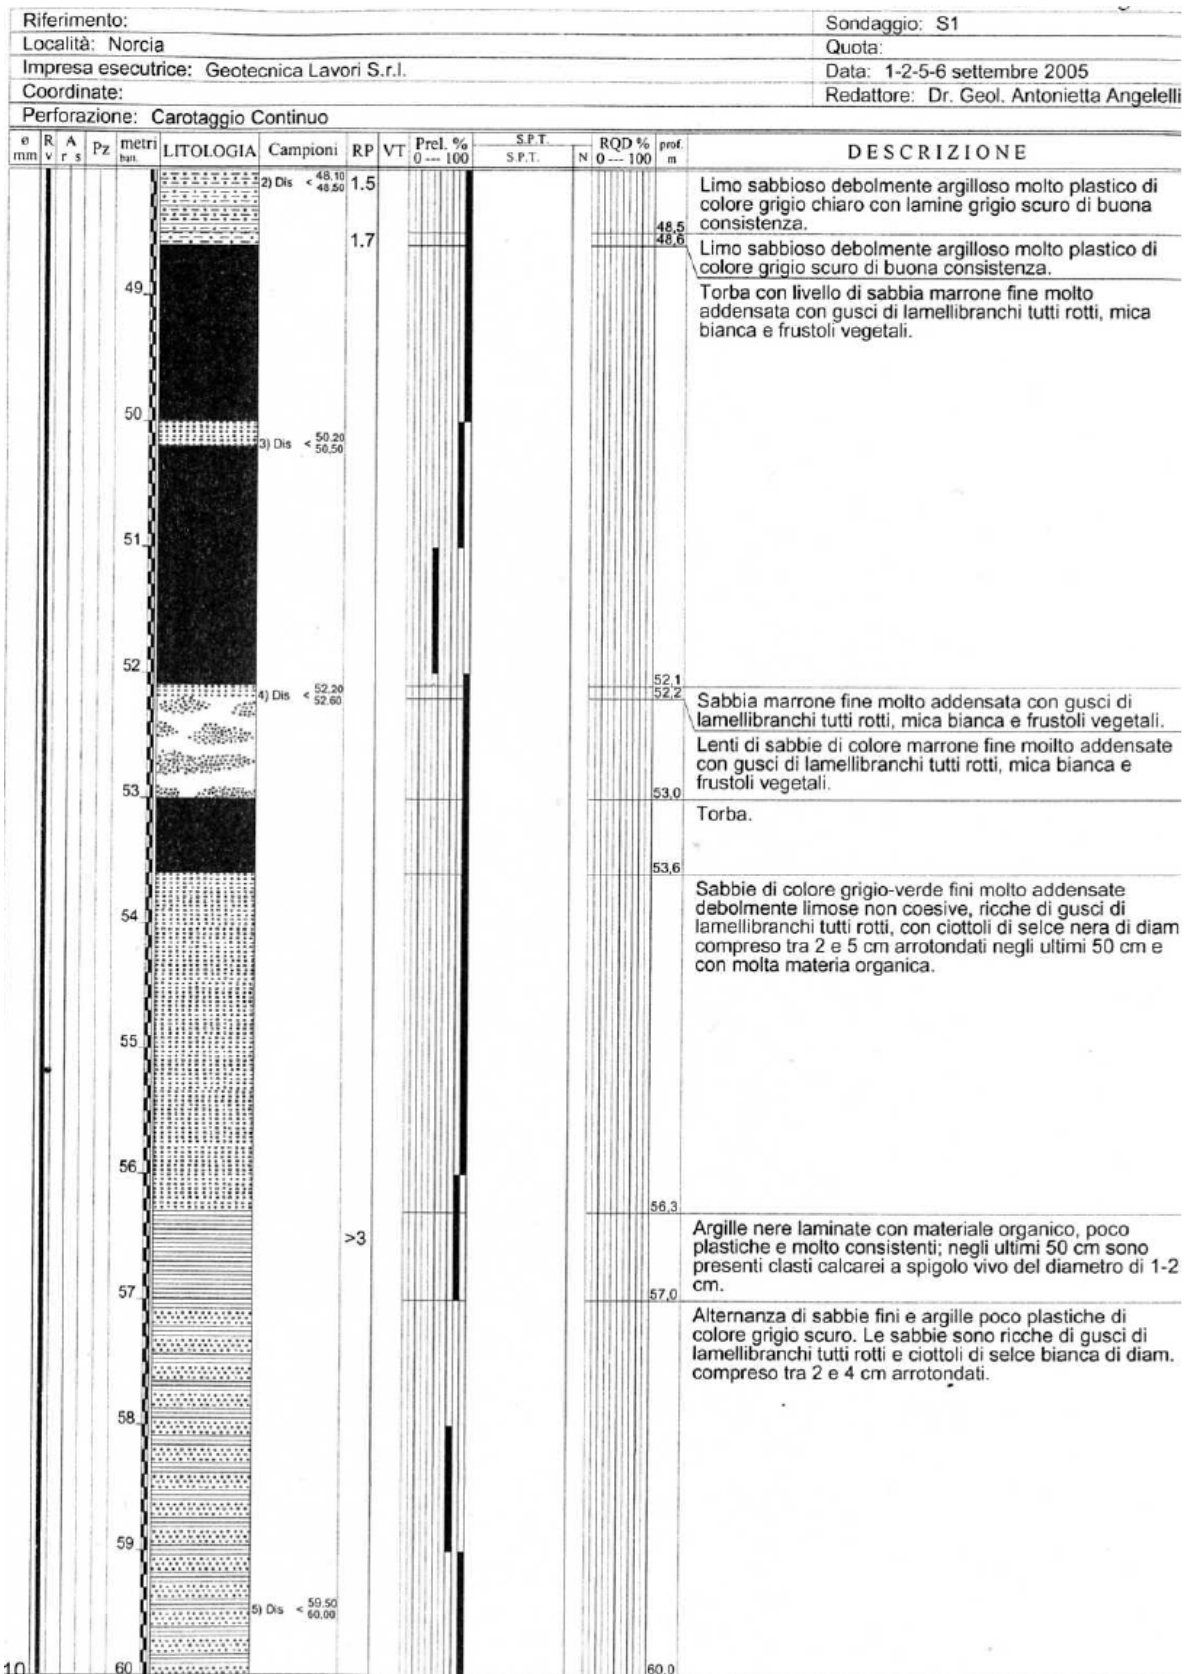 Riferimento:
Sondaggio: S1
Località: Norcia
Quota:
Impresa esecutrice: Geotecnica Lavori S.r.l.
Data: 1-2-5-6 settembre 2005
Coordinate:
Redattore: Dr. Geol. Antonietta Angelelli
Perforazione: Carotaggio Continuo
ø mm
R v
A r s
Pz
metri batt.
LITOLOGIA
Campioni
RP
VT
Prel. % 0 --- 100
S.P.T.
S.P.T.
N
RQD % 0 --- 100
prof. m
DESCRIZIONE
2) Dis < 48.10 48.50
1.5
Limo sabbioso debolmente argilloso molto plastico di
colore grigio chiaro con lamine grigio scuro di buona
consistenza.
48,5
1.7
48,6
Limo sabbioso debolmente argilloso molto plastico di
colore grigio scuro di buona consistenza.
49
Torba con livello di sabbia marrone fine molto
addensata con gusci di lamellibranchi tutti rotti, mica
bianca e frustoli vegetali.
50
3) Dis < 50.20 50,50
51
52
52,1
4) Dis < 52.20 52.60
52,2
Sabbia marrone fine molto addensata con gusci di
lamellibranchi tutti rotti, mica bianca e frustoli vegetali.
Lenti di sabbie di colore marrone fine moilto addensate
con gusci di lamellibranchi tutti rotti, mica bianca e
frustoli vegetali.
53
53,0
Torba.
53,6
Sabbie di colore grigio-verde fini molto addensate
debolmente limose non coesive, ricche di gusci di
lamellibranchi tutti rotti, con ciottoli di selce nera di diam
compreso tra 2 e 5 cm arrotondati negli ultimi 50 cm e
con molta materia organica.
54
55
56
56,3
>3
Argille nere laminate con materiale organico, poco
plastiche e molto consistenti; negli ultimi 50 cm sono
presenti clasti calcarei a spigolo vivo del diametro di 1-2
cm.
57
57,0
Alternanza di sabbie fini e argille poco plastiche di
colore grigio scuro. Le sabbie sono ricche di gusci di
lamellibranchi tutti rotti e ciottoli di selce bianca di diam.
compreso tra 2 e 4 cm arrotondati.
58
59
5) Dis < 59.50 60,00
10
60
60,0